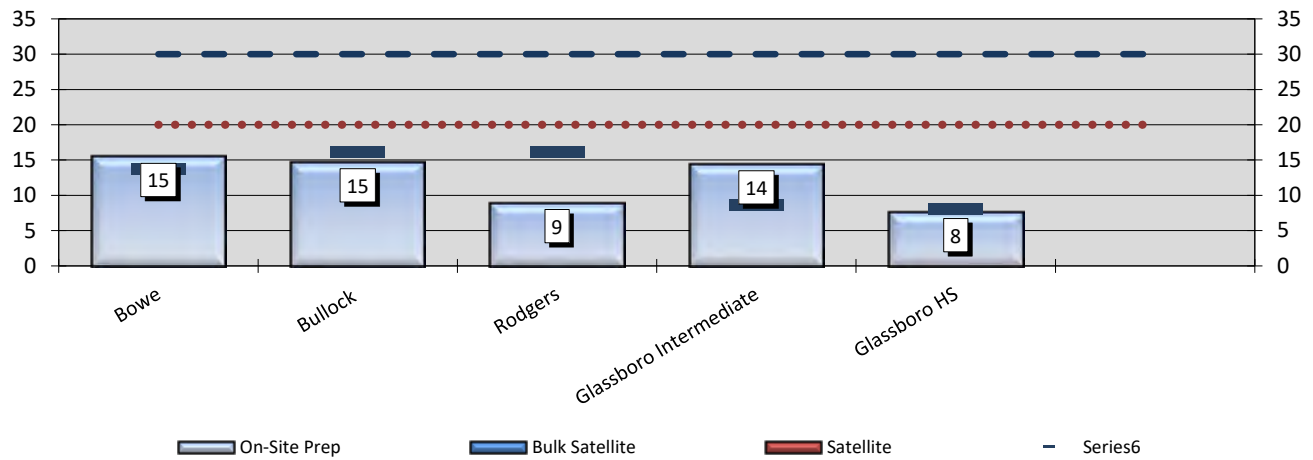 35 35
30 30
25 25
20 20
15 15
10 10
5 5
0 0
15
15
9
14
8
Bowe
Bullock
Rodgers
Glassboro Intermediate
Glassboro HS
On-Site Prep Bulk Satellite Satellite Series6